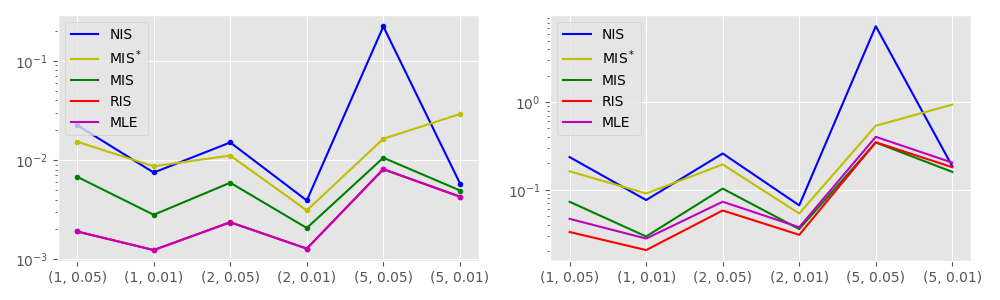 NIS
MIS*
MIS
RIS
MLE
10⁻¹
10⁻²
10⁻³
(1, 0.05) (1, 0.01) (2, 0.05) (2, 0.01) (5, 0.05) (5, 0.01)
NIS
MIS*
MIS
RIS
MLE
10⁰
10⁻¹
(1, 0.05) (1, 0.01) (2, 0.05) (2, 0.01) (5, 0.05) (5, 0.01)